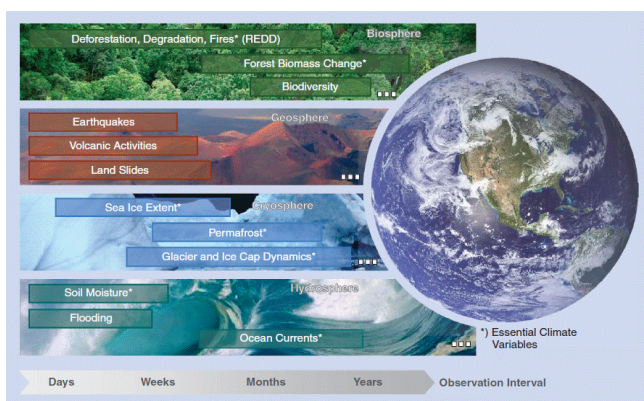 Biosphere
Deforestation, Degradation, Fires* (REDD)
Forest Biomass Change*
Biodiversity
Geosphere
Earthquakes
Volcanic Activities
Land Slides
Cryosphere
Sea Ice Extent*
Permafrost*
Glacier and Ice Cap Dynamics*
Hydrosphere
Soil Moisture*
Flooding
Ocean Currents*
*) Essential Climate
Variables
Days Weeks Months Years Observation Interval